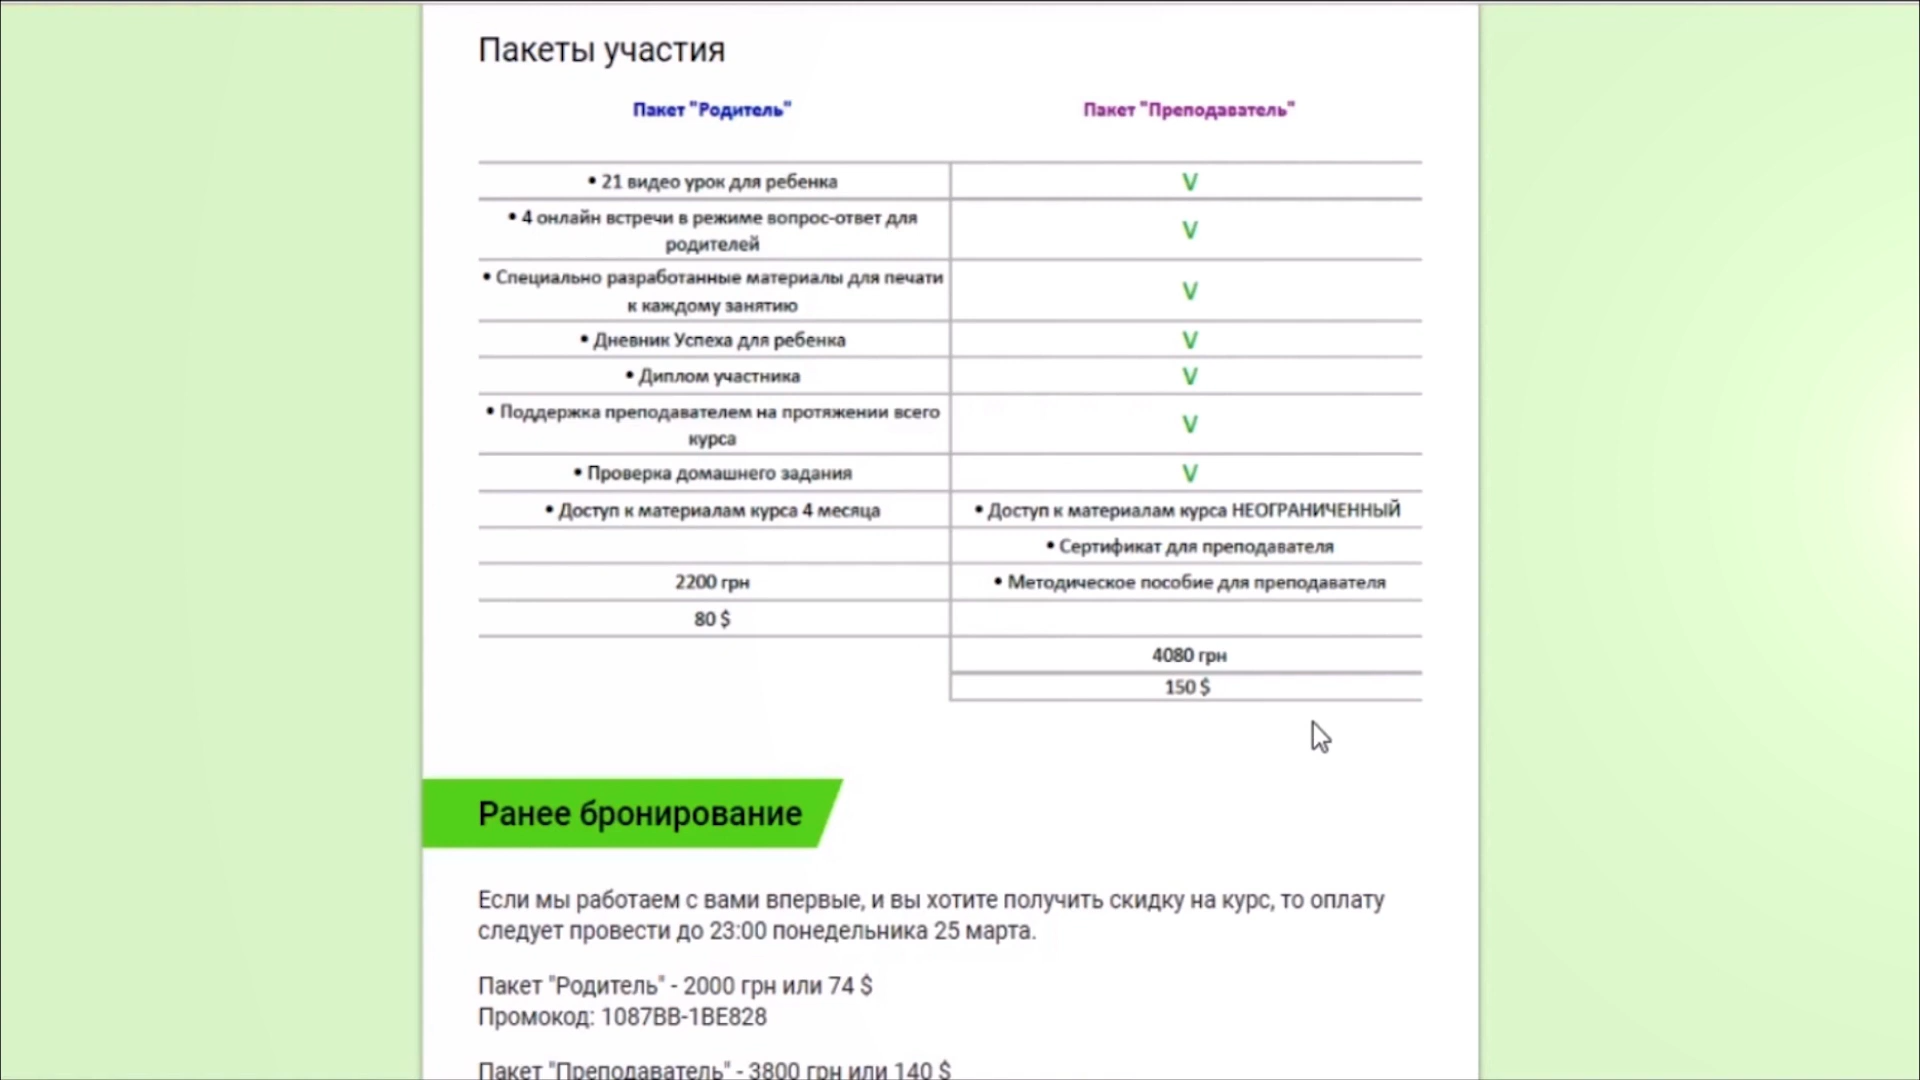 Пакеты участия
Пакет "Родитель" Пакет "Преподаватель"
• 21 видео урок для ребенка V
• 4 онлайн встречи в режиме вопрос-ответ для
родителей V
• Специально разработанные материалы для печати
к каждому занятию V
• Дневник Успеха для ребенка V
• Диплом участника V
• Поддержка преподавателем на протяжении всего
курса V
• Проверка домашнего задания V
• Доступ к материалам курса 4 месяца • Доступ к материалам курса НЕОГРАНИЧЕННЫЙ
• Сертификат для преподавателя
2200 грн • Методическое пособие для преподавателя
80 $
4080 грн
150 $
Ранее бронирование
Если мы работаем с вами впервые, и вы хотите получить скидку на курс, то оплату
следует провести до 23:00 понедельника 25 марта.
Пакет "Родитель" - 2000 грн или 74 $
Промокод: 1087BB-1BE828
Пакет "Преподаватель" - 3800 грн или 140 $